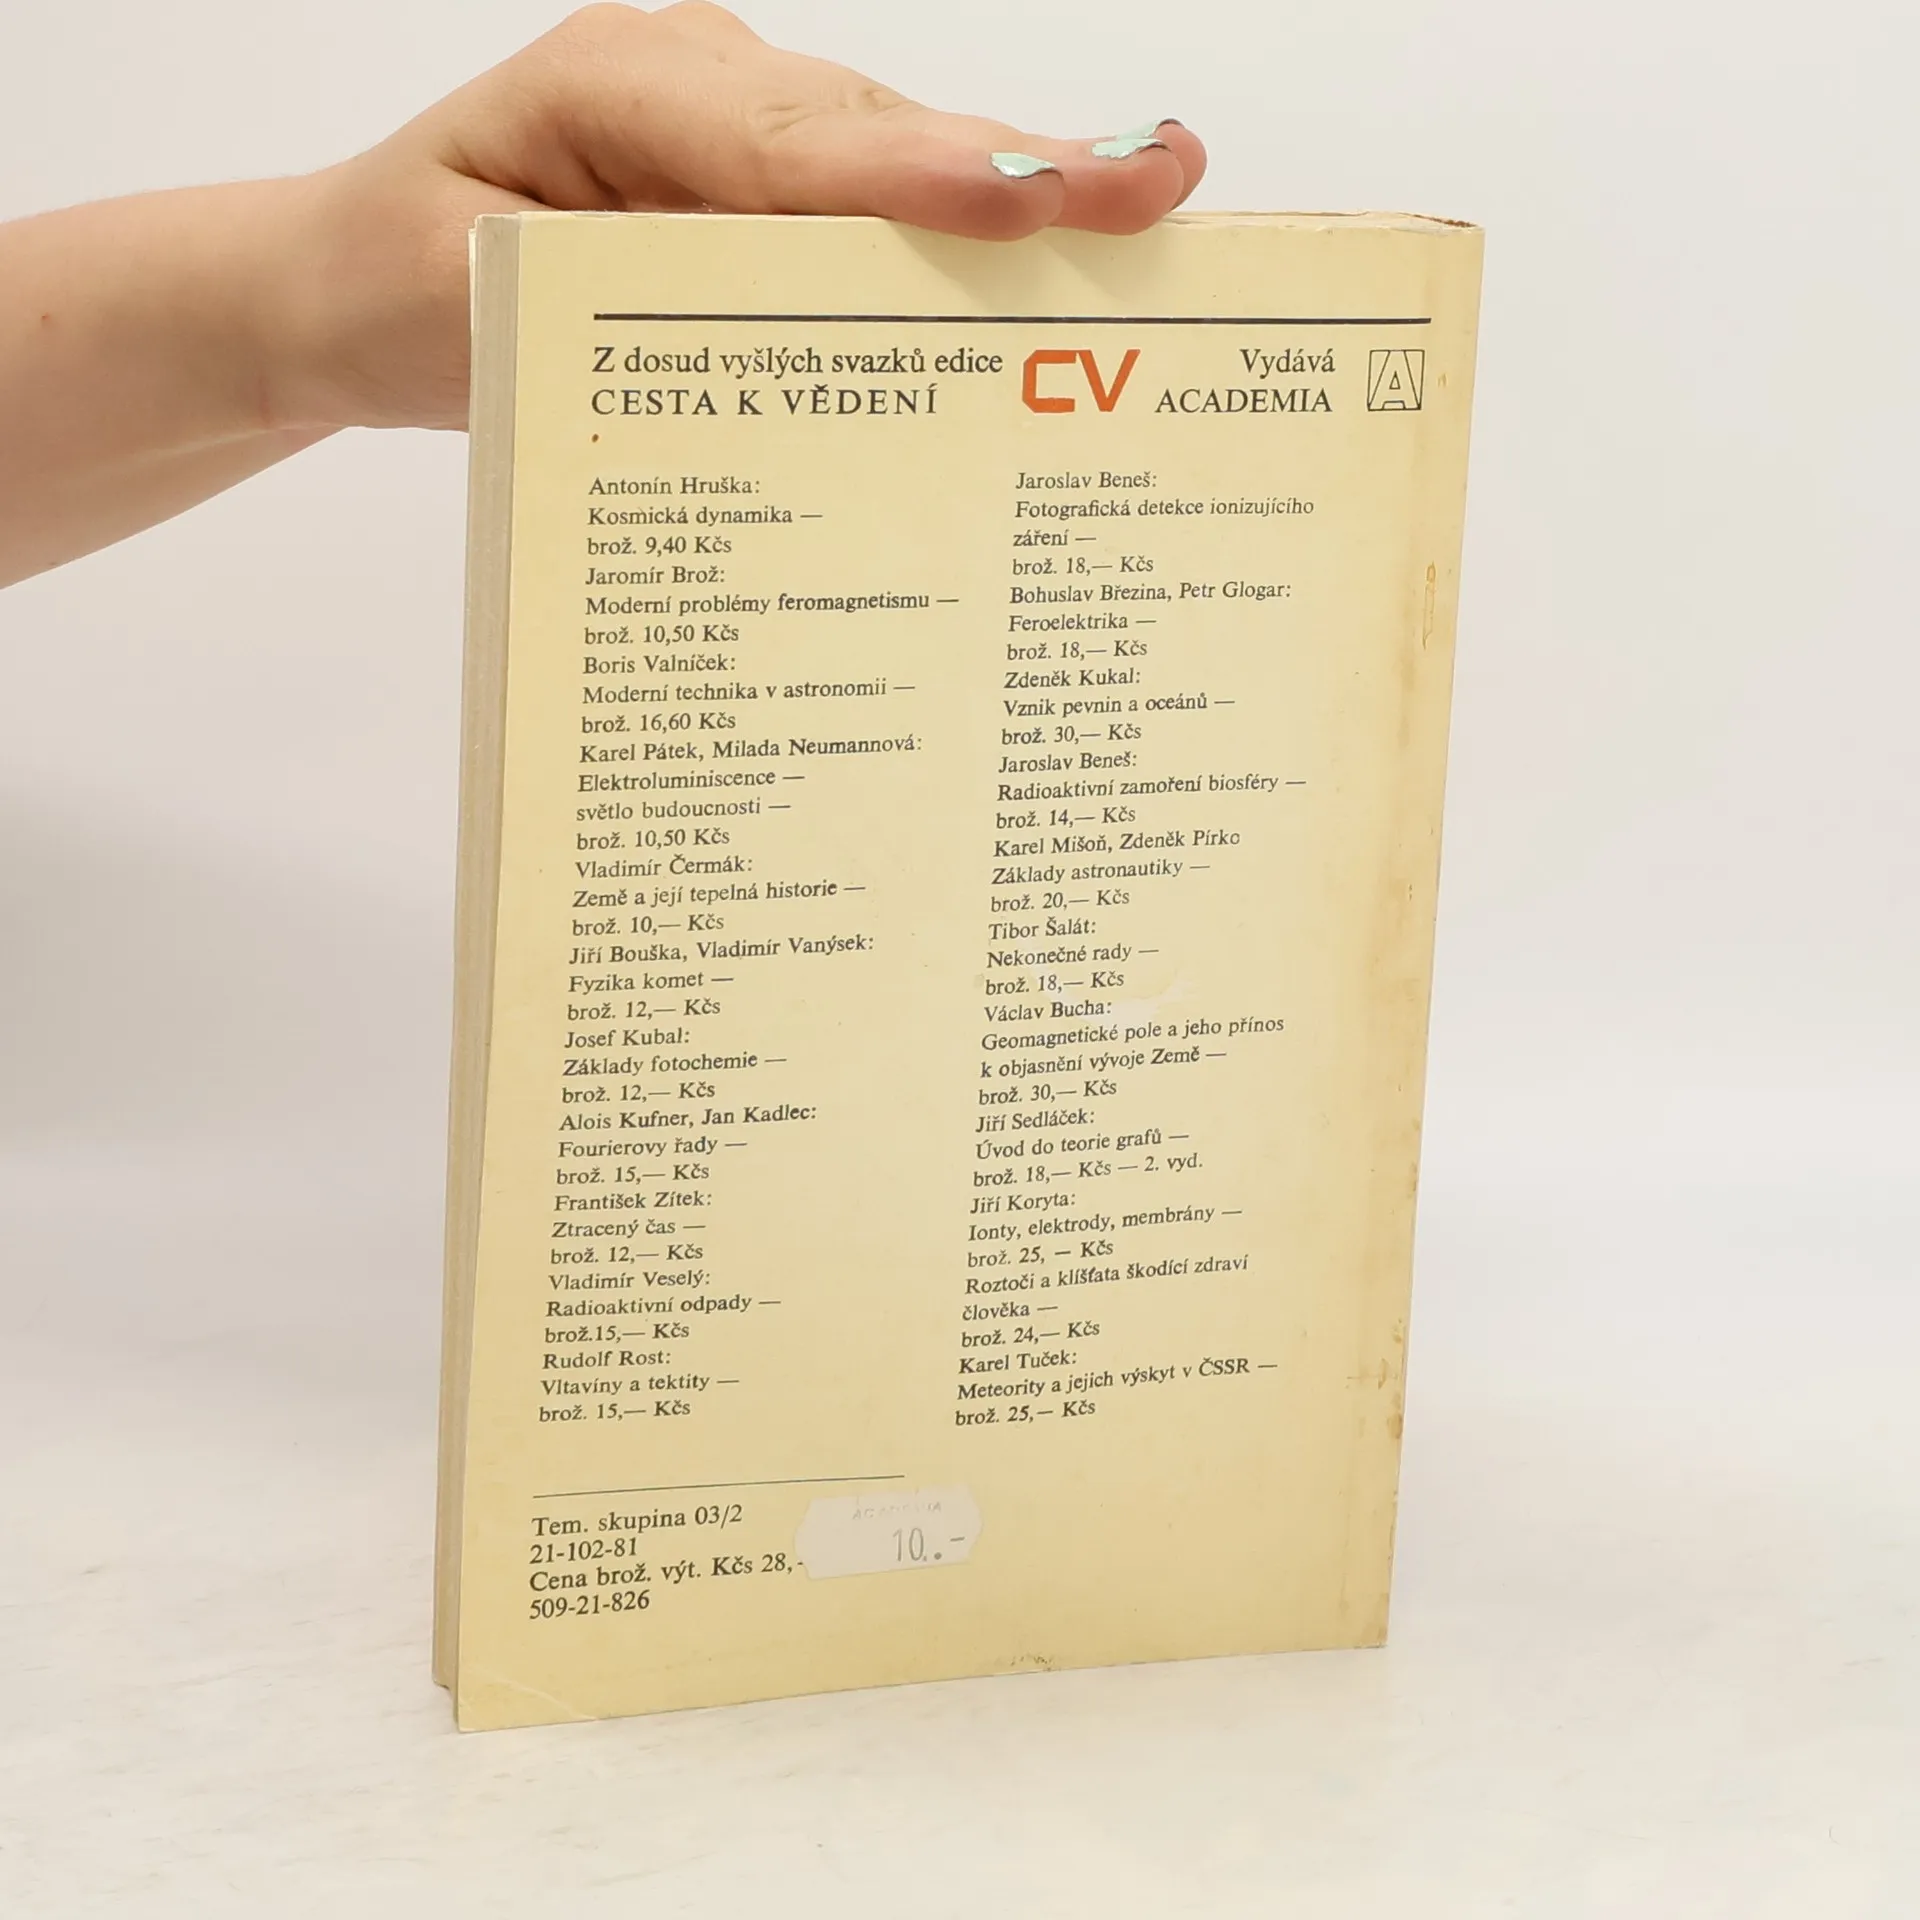 Z dosud vyšlých svazků edice
CESTA K VĚDENÍ
CV
Vydává
ACADEMIA
A
Antonín Hruška:
Kosmická dynamika —
brož. 9,40 Kčs
Jaromír Brož:
Moderní problémy feromagnetismu —
brož. 10,50 Kčs
Boris Valníček:
Moderní technika v astronomii —
brož. 16,60 Kčs
Karel Pátek, Milada Neumannová:
Elektroluminiscence —
světlo budoucnosti —
brož. 10,50 Kčs
Vladimír Čermák:
Země a její tepelná historie —
brož. 10,— Kčs
Jiří Bouška, Vladimír Vanýsek:
Fyzika komet —
brož. 12,— Kčs
Josef Kubal:
Základy fotochemie —
brož. 12,— Kčs
Alois Kufner, Jan Kadlec:
Fourierovy řady —
brož. 15,— Kčs
František Zítek:
Ztracený čas —
brož. 12,— Kčs
Vladimír Veselý:
Radioaktivní odpady —
brož.15,— Kčs
Rudolf Rost:
Vltavíny a tektity —
brož. 15,— Kčs
Jaroslav Beneš:
Fotografická detekce ionizujícího
záření —
brož. 18,— Kčs
Bohuslav Březina, Petr Glogar:
Feroelektrika —
brož. 18,— Kčs
Zdeněk Kukal:
Vznik pevnin a oceánů —
brož. 30,— Kčs
Jaroslav Beneš:
Radioaktivní zamoření biosféry —
brož. 14,— Kčs
Karel Mišoň, Zdeněk Pírko
Základy astronautiky —
brož. 20,— Kčs
Tibor Šalát:
Nekonečné rady —
brož. 18,— Kčs
Václav Bucha:
Geomagnetické pole a jeho přínos
k objasnění vývoje Země —
brož. 30,— Kčs
Jiří Sedláček:
Úvod do teorie grafů —
brož. 18,— Kčs — 2. vyd.
Jiří Koryta:
Ionty, elektrody, membrány —
brož. 25, — Kčs
Roztoči a klíšťata škodící zdraví
člověka —
brož. 24,— Kčs
Karel Tuček:
Meteority a jejich výskyt v ČSSR —
brož. 25,— Kčs
Tem. skupina 03/2
21-102-81
Cena brož. výt. Kčs 28,-
509-21-826
ACADEMIA
10.-